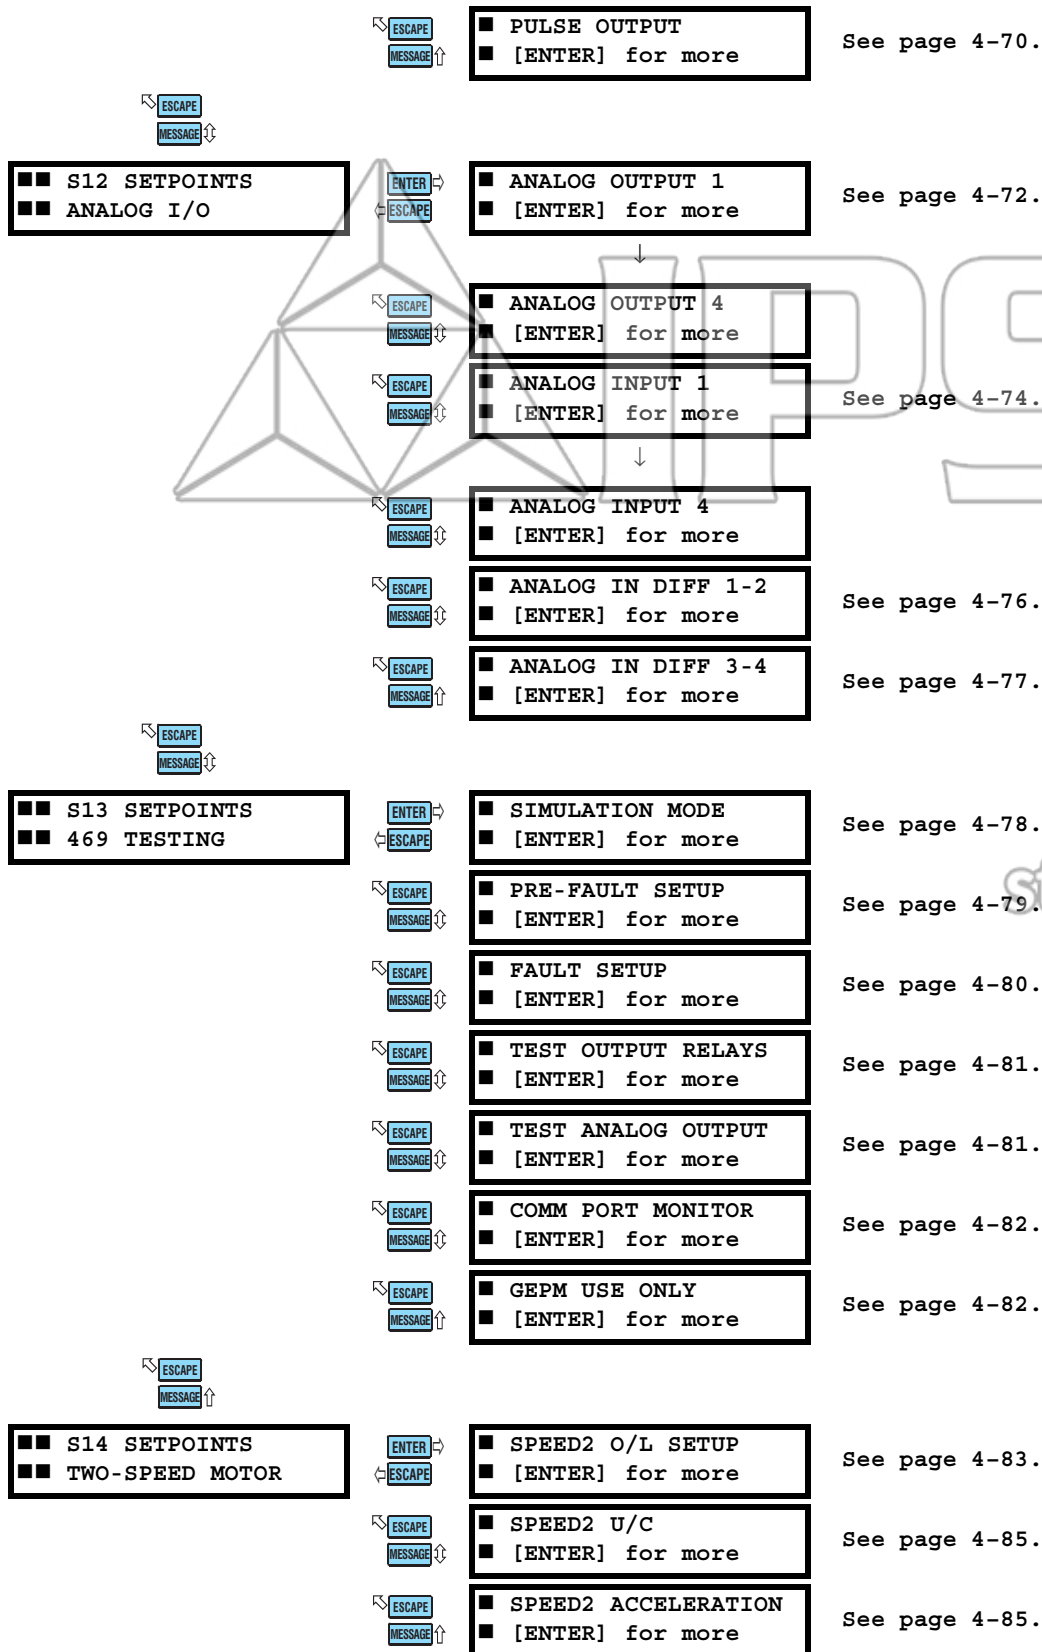 ESCAPE ■ PULSE OUTPUT See page 4-70.
MESSAGE ■ [ENTER] for more
ESCAPE
MESSAGE
■■ S12 SETPOINTS ENTER ■ ANALOG OUTPUT 1 See page 4-72.
■■ ANALOG I/O ESCAPE ■ [ENTER] for more
↓
ESCAPE ■ ANALOG OUTPUT 4
MESSAGE ■ [ENTER] for more
ESCAPE ■ ANALOG INPUT 1 See page 4-74.
MESSAGE ■ [ENTER] for more
↓
ESCAPE ■ ANALOG INPUT 4
MESSAGE ■ [ENTER] for more
ESCAPE ■ ANALOG IN DIFF 1-2 See page 4-76.
MESSAGE ■ [ENTER] for more
ESCAPE ■ ANALOG IN DIFF 3-4 See page 4-77.
MESSAGE ■ [ENTER] for more
ESCAPE
MESSAGE
■■ S13 SETPOINTS ENTER ■ SIMULATION MODE See page 4-78.
■■ 469 TESTING ESCAPE ■ [ENTER] for more
ESCAPE ■ PRE-FAULT SETUP See page 4-79.
MESSAGE ■ [ENTER] for more
ESCAPE ■ FAULT SETUP See page 4-80.
MESSAGE ■ [ENTER] for more
ESCAPE ■ TEST OUTPUT RELAYS See page 4-81.
MESSAGE ■ [ENTER] for more
ESCAPE ■ TEST ANALOG OUTPUT See page 4-81.
MESSAGE ■ [ENTER] for more
ESCAPE ■ COMM PORT MONITOR See page 4-82.
MESSAGE ■ [ENTER] for more
ESCAPE ■ GEPM USE ONLY See page 4-82.
MESSAGE ■ [ENTER] for more
ESCAPE
MESSAGE
■■ S14 SETPOINTS ENTER ■ SPEED2 O/L SETUP See page 4-83.
■■ TWO-SPEED MOTOR ESCAPE ■ [ENTER] for more
ESCAPE ■ SPEED2 U/C See page 4-85.
MESSAGE ■ [ENTER] for more
ESCAPE ■ SPEED2 ACCELERATION See page 4-85.
MESSAGE ■ [ENTER] for more
IPS